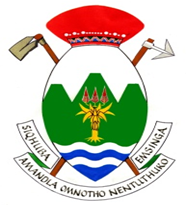 SIQHUBA ENSINGA
AMANDLA OMNOTHO NENTUTHUKO